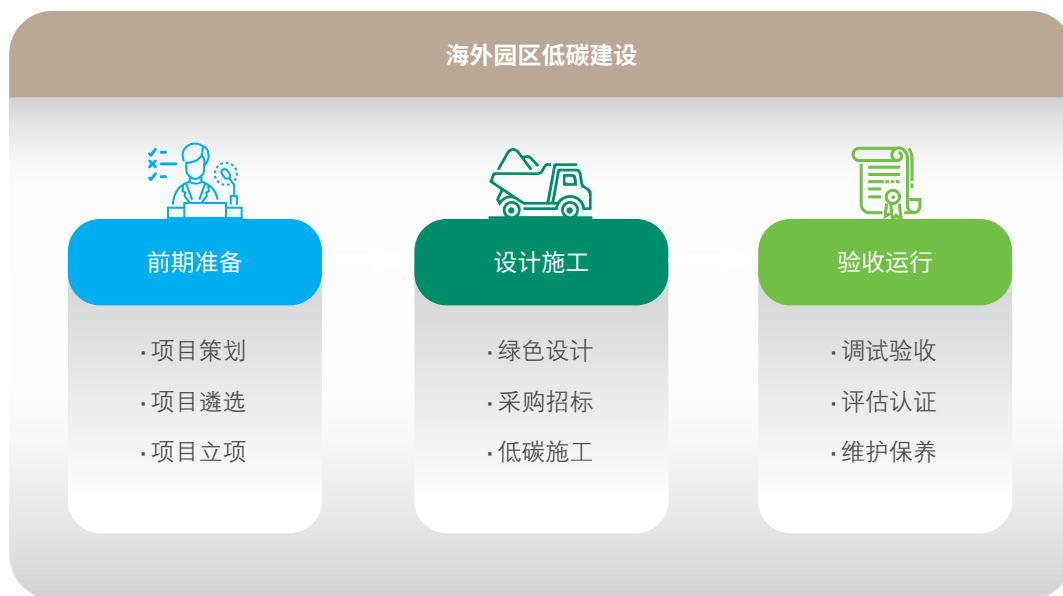 海外园区低碳建设
前期准备
·项目策划
·项目遴选
·项目立项
设计施工
·绿色设计
·采购招标
·低碳施工
验收运行
·调试验收
·评估认证
·维护保养